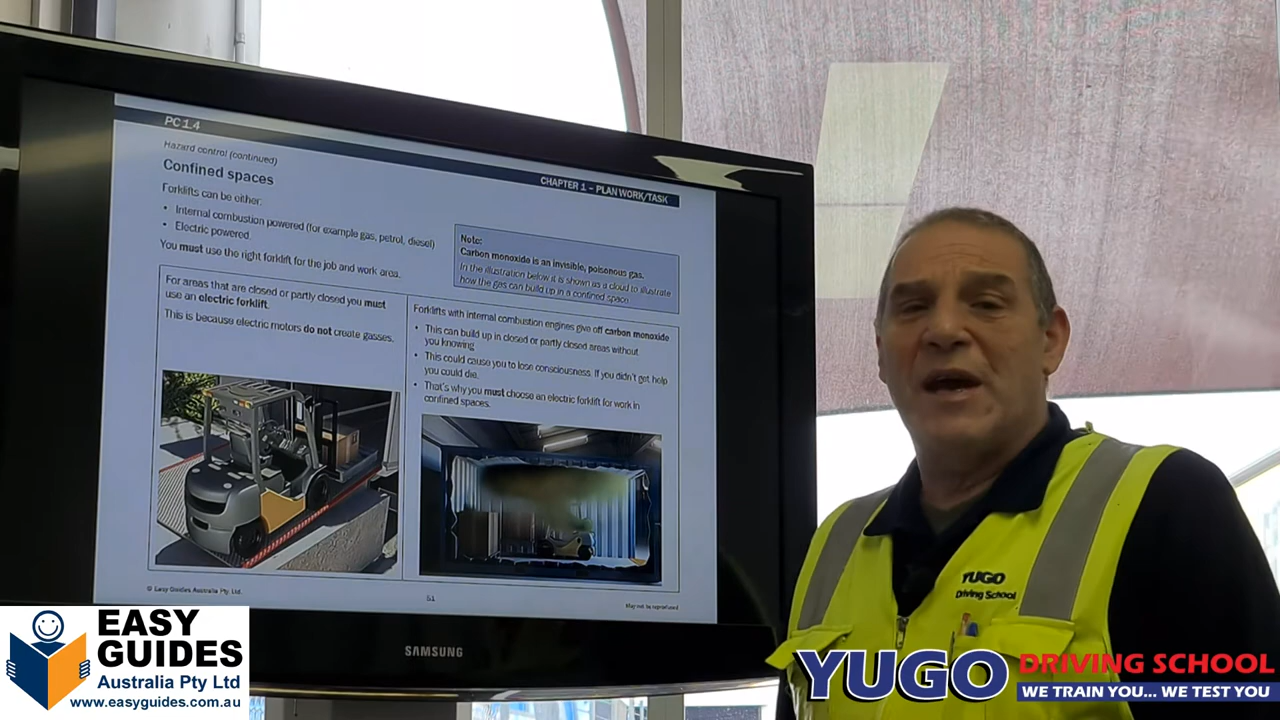 PC 1.4
CHAPTER 1 – PLAN WORK/TASK
Hazard control (continued)
Confined spaces
Forklifts can be either:
• Internal combustion powered (for example gas, petrol, diesel)
• Electric powered.
You must use the right forklift for the job and work area.
Note:
Carbon monoxide is an invisible, poisonous gas.
In the illustration below it is shown as a cloud to illustrate
how the gas can build up in a confined space
For areas that are closed or partly closed you must
use an electric forklift.
This is because electric motors do not create gasses.
Forklifts with internal combustion engines give off carbon monoxide
• This can build up in closed or partly closed areas without
you knowing
• This could cause you to lose consciousness. If you didn't get help
you could die.
• That's why you must choose an electric forklift for work in
confined spaces.
© Easy Guides Australia Pty. Ltd.
51
May not be reproduced
SAMSUNG
EASY
GUIDES
Australia Pty Ltd
www.easyguides.com.au
YUGO
Driving School
YUGO DRIVING SCHOOL
WE TRAIN YOU... WE TEST YOU